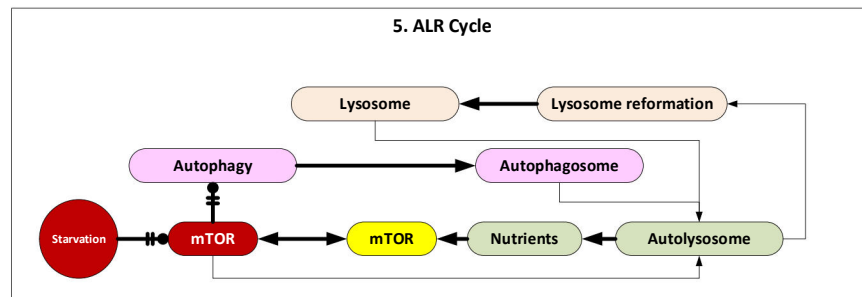 5. ALR Cycle
Lysosome
Lysosome reformation
Autophagy
Autophagosome
Starvation
mTOR
mTOR
Nutrients
Autolysosome